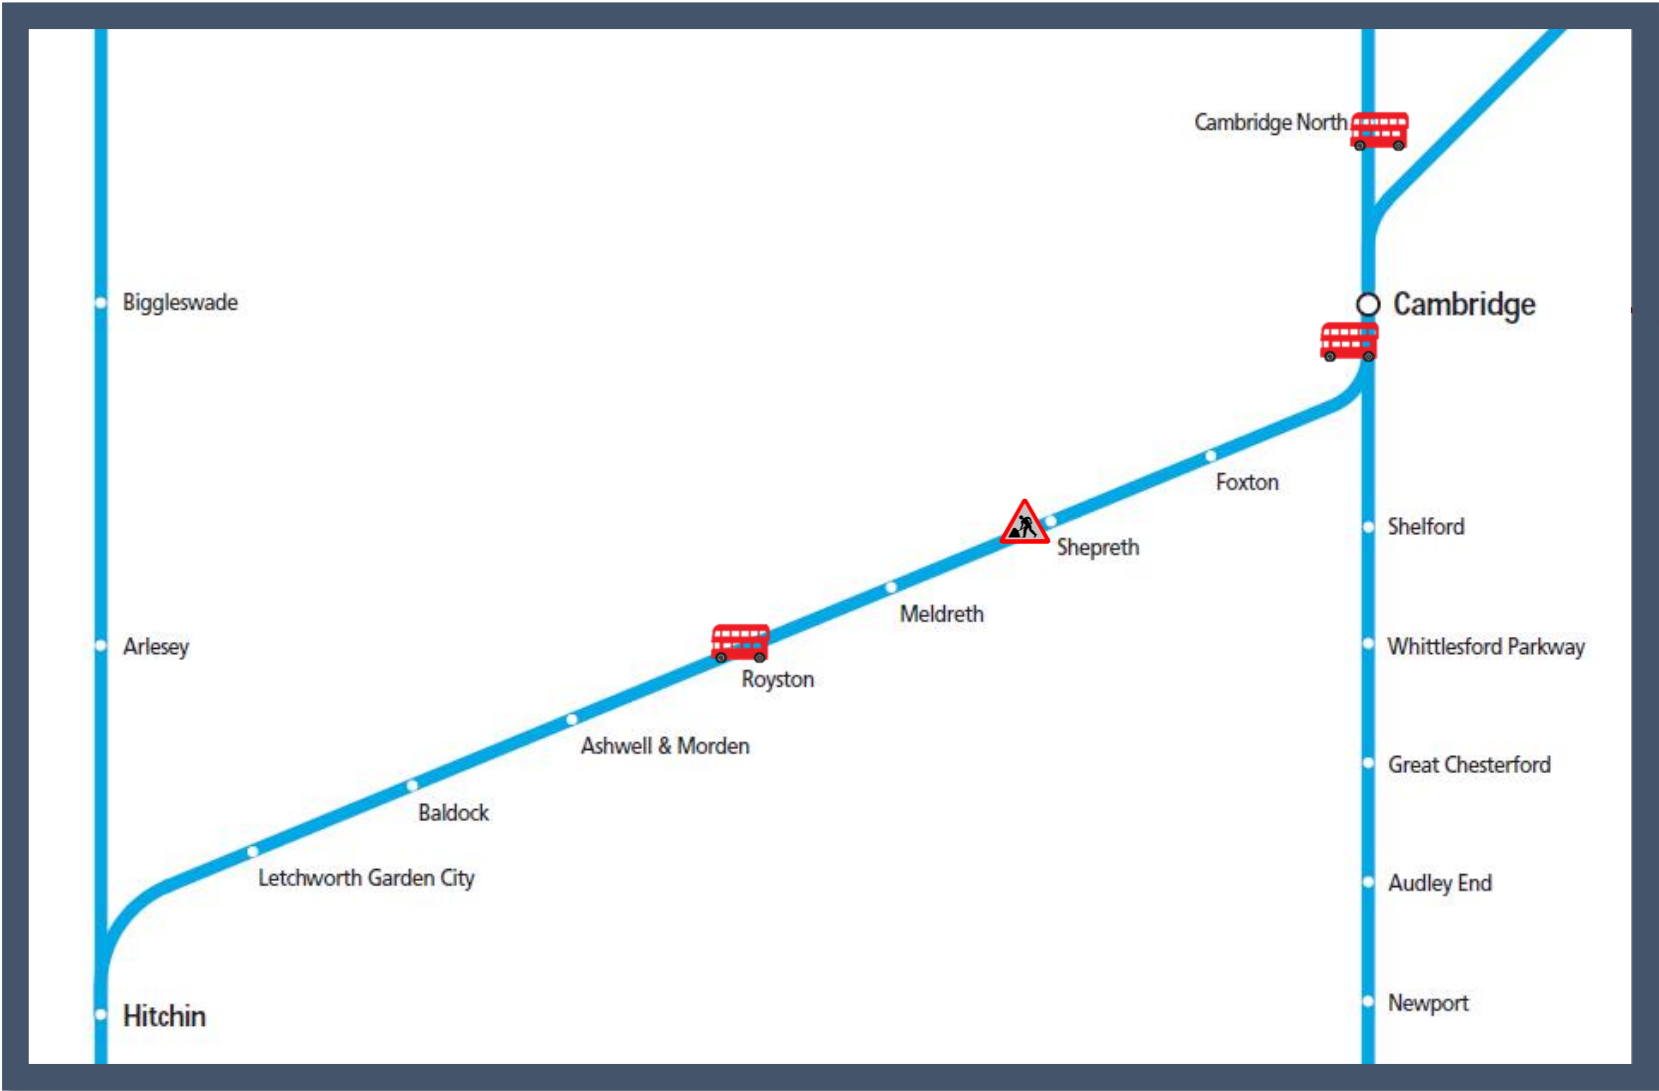 Cambridge North
Biggleswade
Cambridge
Foxton
Shelford
Shepreth
Meldreth
Arlesey
Whittlesford Parkway
Royston
Ashwell & Morden
Great Chesterford
Baldock
Letchworth Garden City
Audley End
Newport
Hitchin